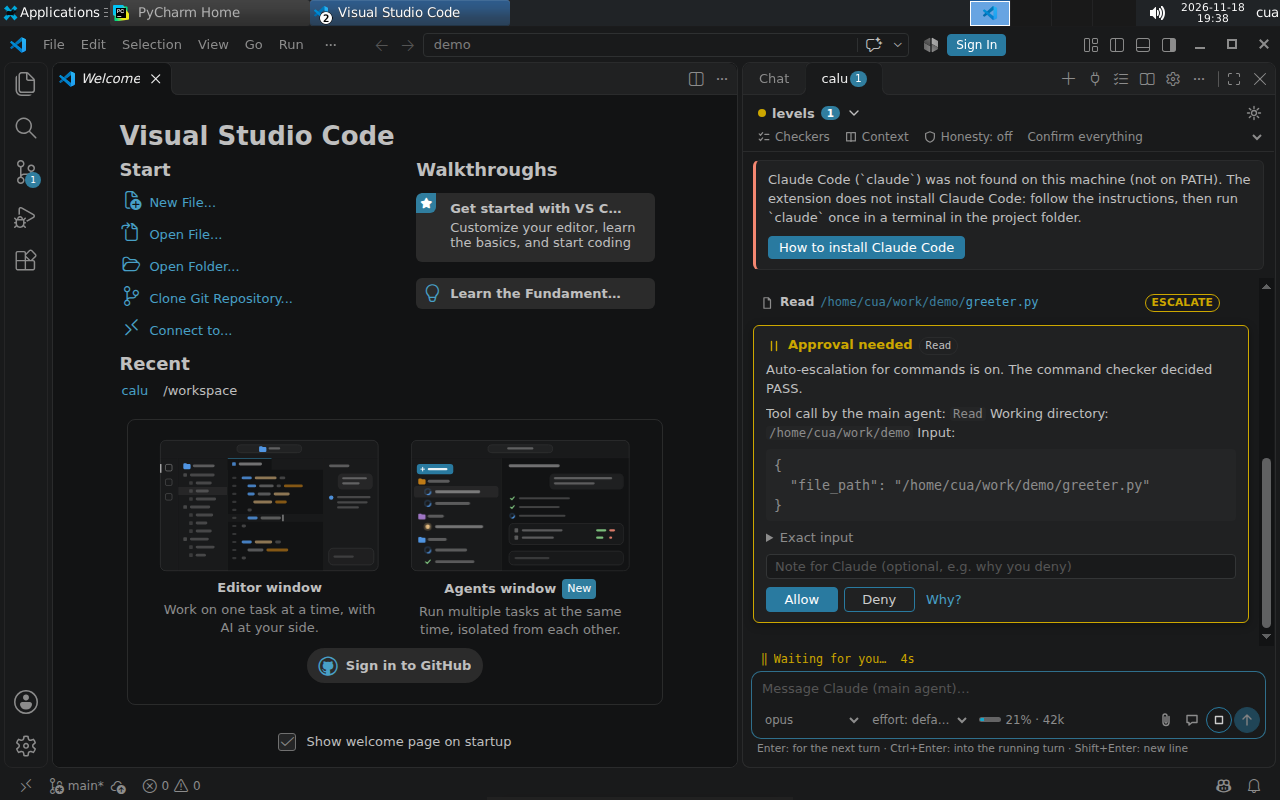 Applications
PyCharm Home
2
Visual Studio Code
2026-11-18
19:38
cua
File Edit Selection View Go Run ···
demo
Sign In
Welcome
Visual Studio Code
Start
New File...
Open File...
Open Folder...
Clone Git Repository...
Connect to...
Recent
calu /workspace
Walkthroughs
Get started with VS C...
Customize your editor, learn
the basics, and start coding
Learn the Fundament...
Editor window
Work on one task at a time, with
AI at your side.
Agents window New
Run multiple tasks at the same
time, isolated from each other.
Sign in to GitHub
Show welcome page on startup
1
Chat calu 1
levels 1
Checkers Context Honesty: off Confirm everything
Claude Code (`claude`) was not found on this machine (not on PATH). The
extension does not install Claude Code: follow the instructions, then run
`claude` once in a terminal in the project folder.
How to install Claude Code
Read /home/cua/work/demo/greeter.py ESCALATE
Approval needed Read
Auto-escalation for commands is on. The command checker decided
PASS.
Tool call by the main agent: Read Working directory:
/home/cua/work/demo Input:
{
"file_path": "/home/cua/work/demo/greeter.py"
}
Exact input
Note for Claude (optional, e.g. why you deny)
Allow Deny Why?
Waiting for you… 4s
Message Claude (main agent)…
opus effort: defa... 21% · 42k
Enter: for the next turn · Ctrl+Enter: into the running turn · Shift+Enter: new line
main* 0 0